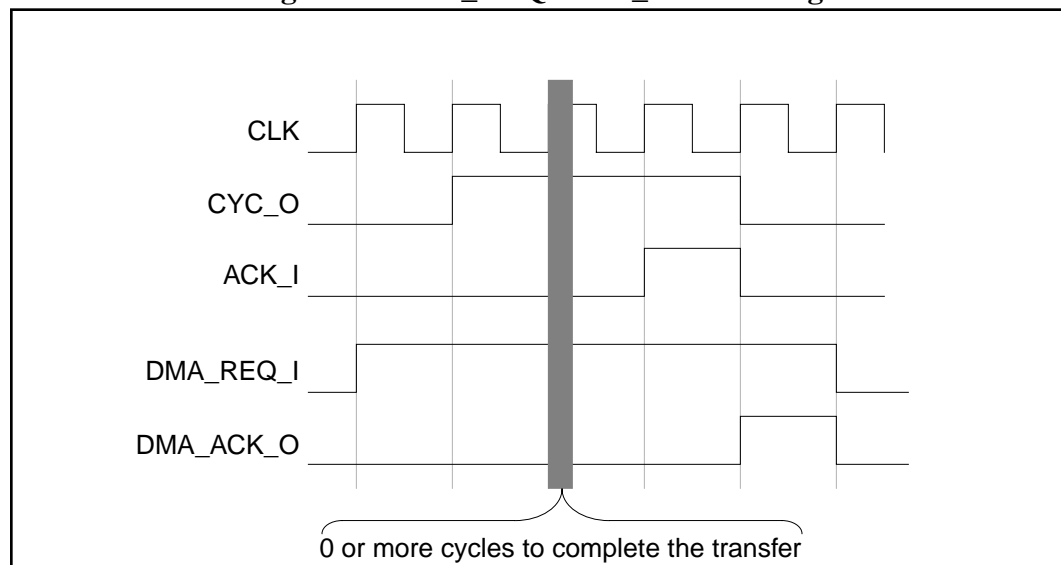 CLK
CYC_O
ACK_I
DMA_REQ_I
DMA_ACK_O
0 or more cycles to complete the transfer